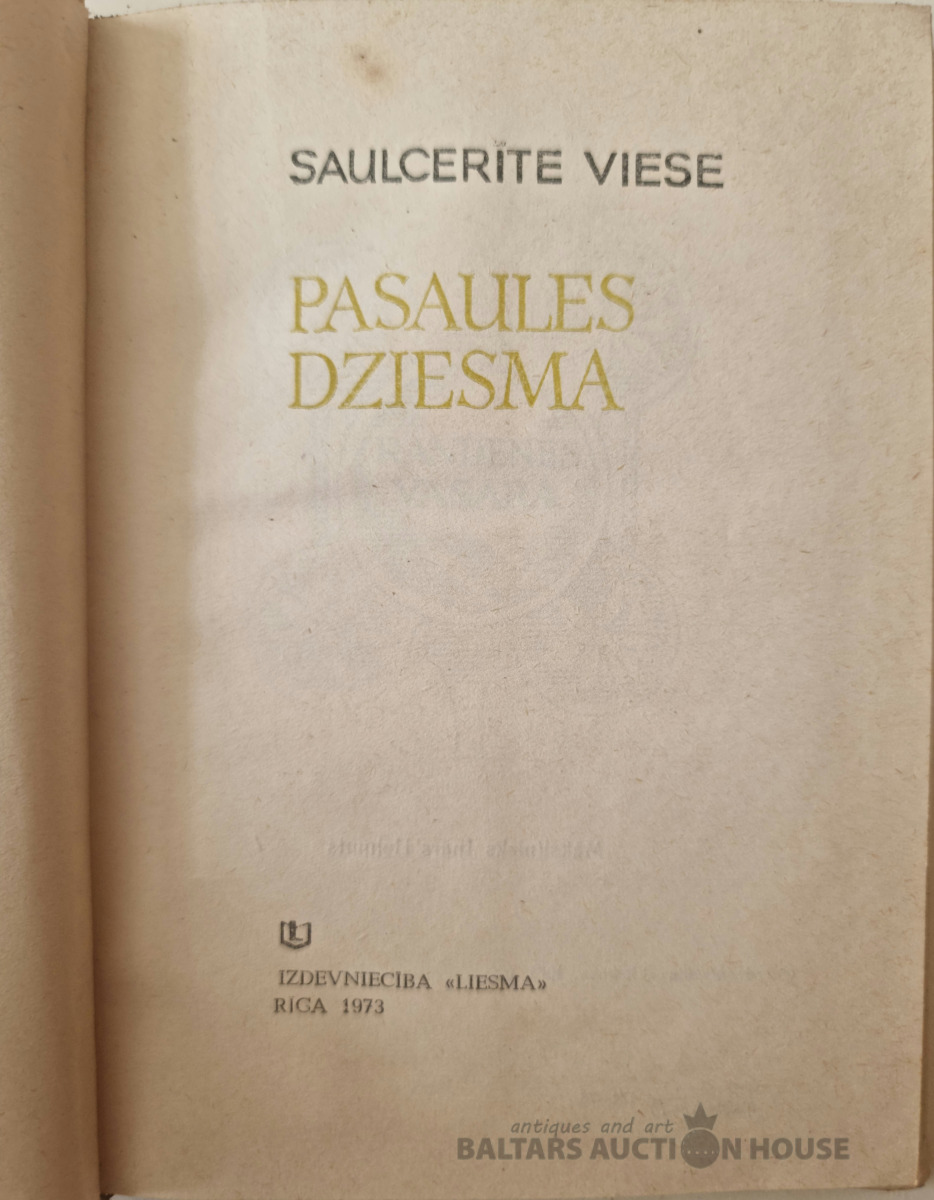 SAULCERĪTE VIESE
PASAULES
DZIESMA
L
IZDEVNIECĪBA «LIESMA»
RĪGA 1973
antiques and art
BALTARS AUCTION HOUSE